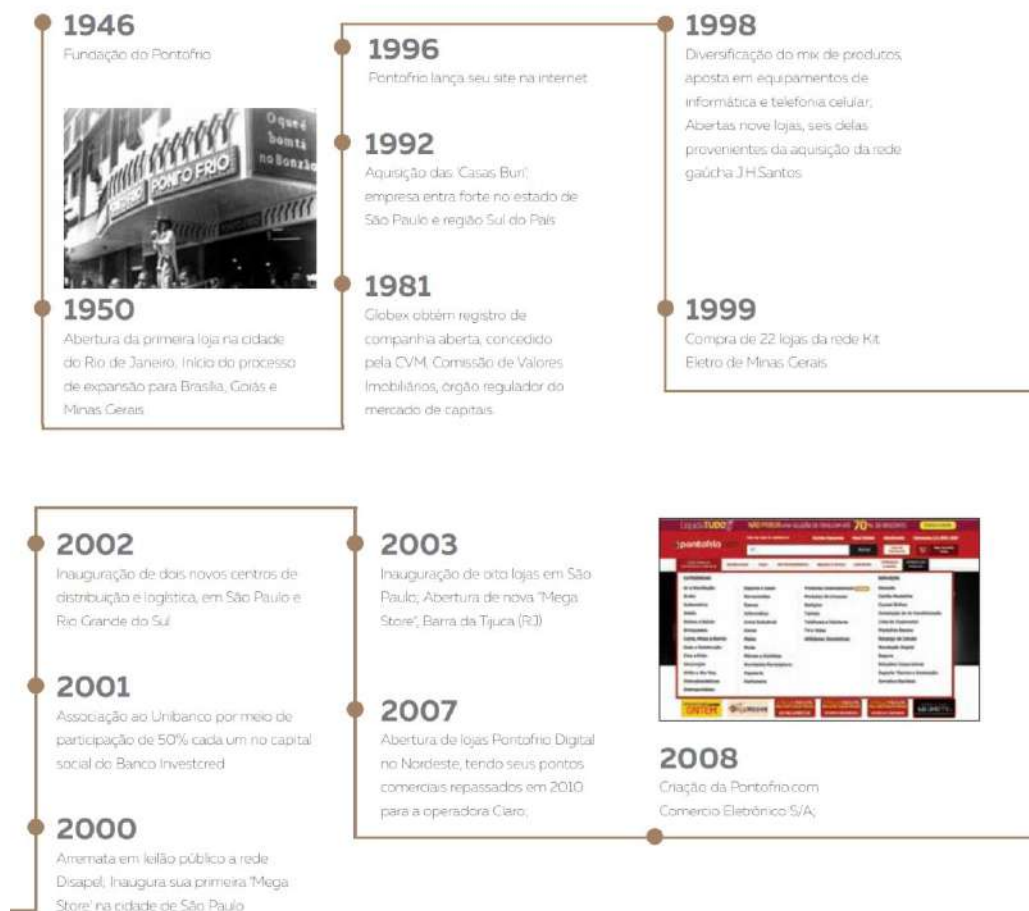 1946
Fundação do Pontofrio
O que é
bom tá
no Bonzão
PONTO FRIO
1950
Abertura da primeira loja na cidade
do Rio de Janeiro, Início do processo
de expansão para Brasília, Goiás e
Minas Gerais
1996
Pontofrio lança seu site na internet
1992
Aquisição das 'Casas Buri',
empresa entra forte no estado de
São Paulo e região Sul do País
1981
Globex obtém registro de
companhia aberta, concedido
pela CVM, Comissão de Valores
Imobiliários, órgão regulador do
mercado de capitais
1998
Diversificação do mix de produtos,
aposta em equipamentos de
informática e telefonia celular;
Abertas nove lojas, seis delas
provenientes da aquisição da rede
gaúcha J.H.Santos
1999
Compra de 22 lojas da rede Kit
Eletro de Minas Gerais
2002
Inauguração de dois novos centros de
distribuição e logística, em São Paulo e
Rio Grande do Sul
2001
Associação ao Unibanco por meio de
participação de 50% cada um no capital
social do Banco Investcred
2000
Arremata em leilão público a rede
Disapel; Inaugura sua primeira "Mega
Store' na cidade de São Paulo
2003
Inauguração de oito lojas em São
Paulo; Abertura de nova "Mega
Store", Barra da Tijuca (RJ)
2007
Abertura de lojas Pontofrio Digital
no Nordeste, tendo seus pontos
comerciais repassados em 2010
para a operadora Claro;
LiquidaTUDO
70%
pontofrio
2008
Criação da Pontofrio.com
Comercio Eletrônico S/A;